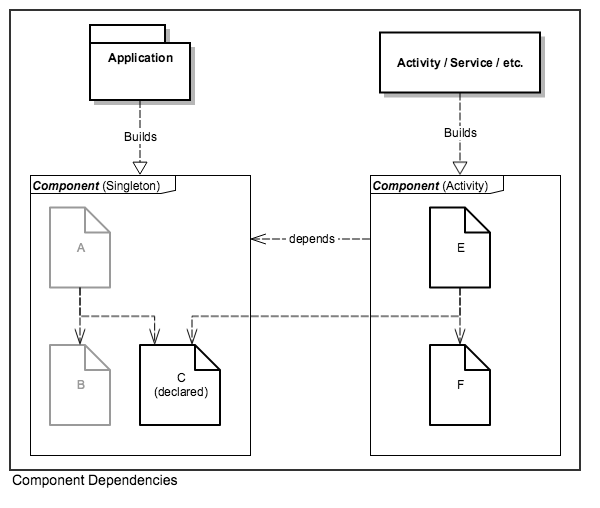 Application
Activity / Service / etc.
Builds
Builds
Component (Singleton)
Component (Activity)
A
E
depends
B
C
(declared)
F
Component Dependencies